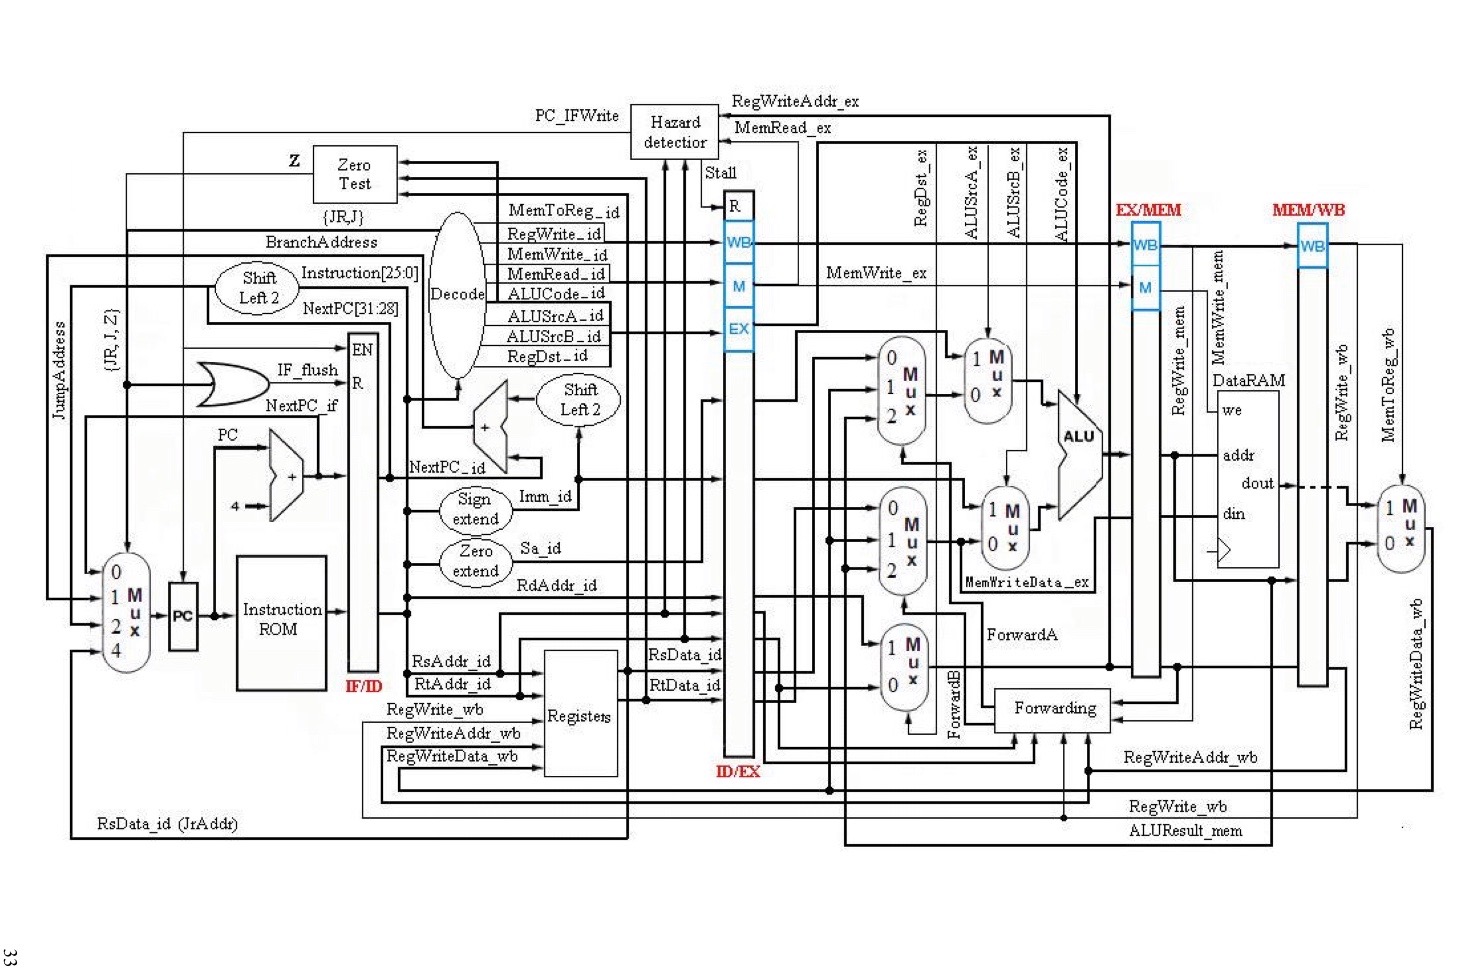 RegWriteAddr_ex
PC_IFWrite
Hazard
detectior
MemRead_ex
Z
Zero
Test
Stall
RegDst_ex
ALUSrcA_ex
ALUSrcB_ex
ALUCode_ex
{JR,J}
MemToReg_id
R
EX/MEM
MEM/WB
BranchAddress
RegWrite_id
WB
WB
WB
MemWrite_id
Shift
Left 2
Instruction[25:0]
MemRead_id
M
MemWrite_ex
M
MemWrite_mem
Decode
ALUCode_id
NextPC[31:28]
ALUSrcA_id
EX
RegWrite_mem
ALUSrcB_id
RegDst_id
JumpAddress
{JR, J, Z}
EN
R
IF_flush
NextPC_if
Shift
Left 2
0
1
2
Mux
1
0
Mux
DataRAM
we
RegWrite_wb
MemToReg_wb
PC
+
4
+
ALU
NextPC_id
addr
dout
din
Sign
extend
Imm_id
0
1
2
Mux
1
0
Mux
1
0
Mux
Zero
extend
Sa_id
MemWriteData_ex
RdAddr_id
0
1
2
4
Mux
PC
Instruction
ROM
ForwardA
1
0
Mux
RsAddr_id
RsData_id
RtAddr_id
RtData_id
IF/ID
RegWrite_wb
Registers
ForwardB
Forwarding
RegWriteData_wb
RegWriteAddr_wb
RegWriteData_wb
ID/EX
RegWriteAddr_wb
RegWrite_wb
RsData_id (JrAddr)
ALUResult_mem
33